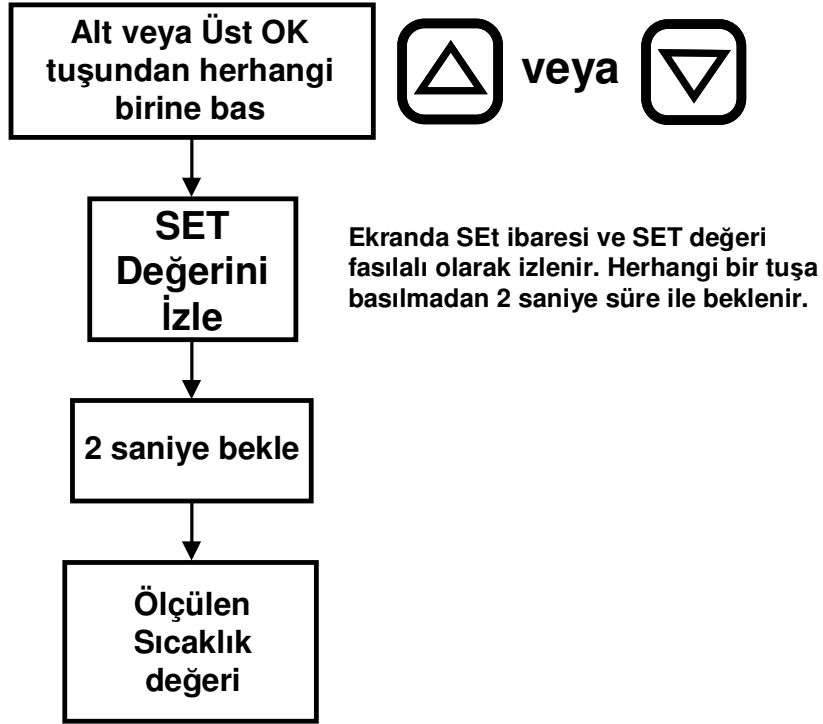 Alt veya Üst OK
tuşundan herhangi
birine bas
veya
SET
Değerini
İzle
Ekranda SEt ibaresi ve SET değeri
fasılalı olarak izlenir. Herhangi bir tuşa
basılmadan 2 saniye süre ile beklenir.
2 saniye bekle
Ölçülen
Sıcaklık
değeri